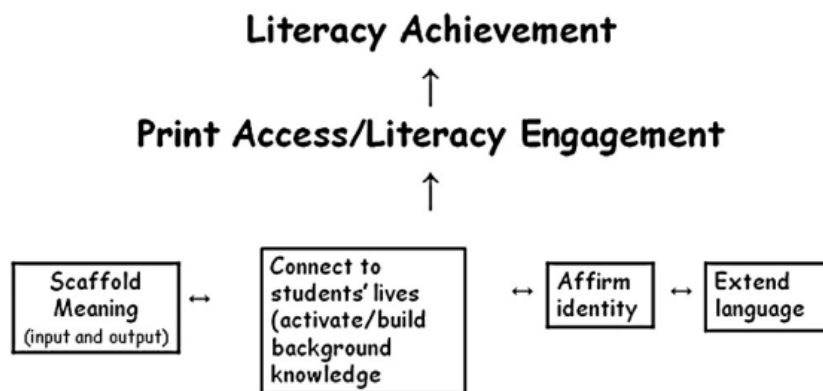 Literacy Achievement
↑
Print Access/Literacy Engagement
↑
Scaffold
Meaning
(input and output)
↔
Connect to
students' lives
(activate/build
background
knowledge
↔
Affirm
identity
↔
Extend
language